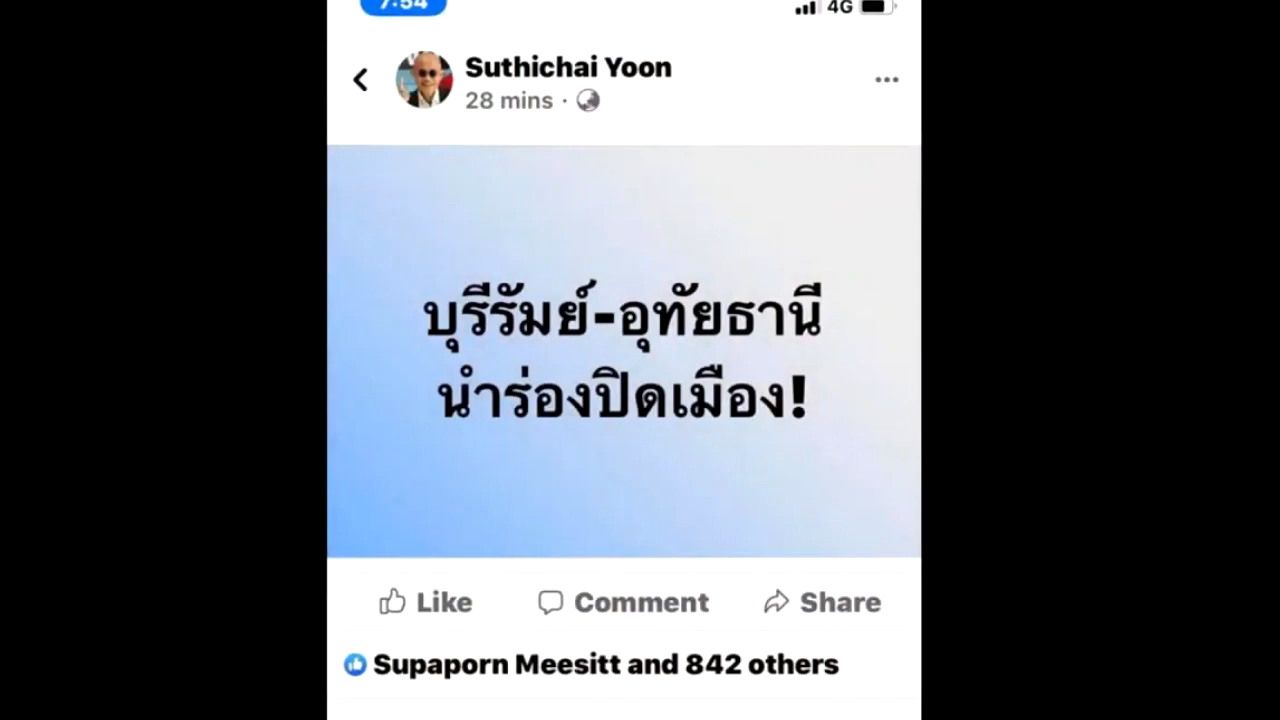 7:54
4G
Suthichai Yoon
28 mins ·
บุรีรัมย์-อุทัยธานี
นำร่องปิดเมือง!
Like
Comment
Share
Supaporn Meesitt and 842 others